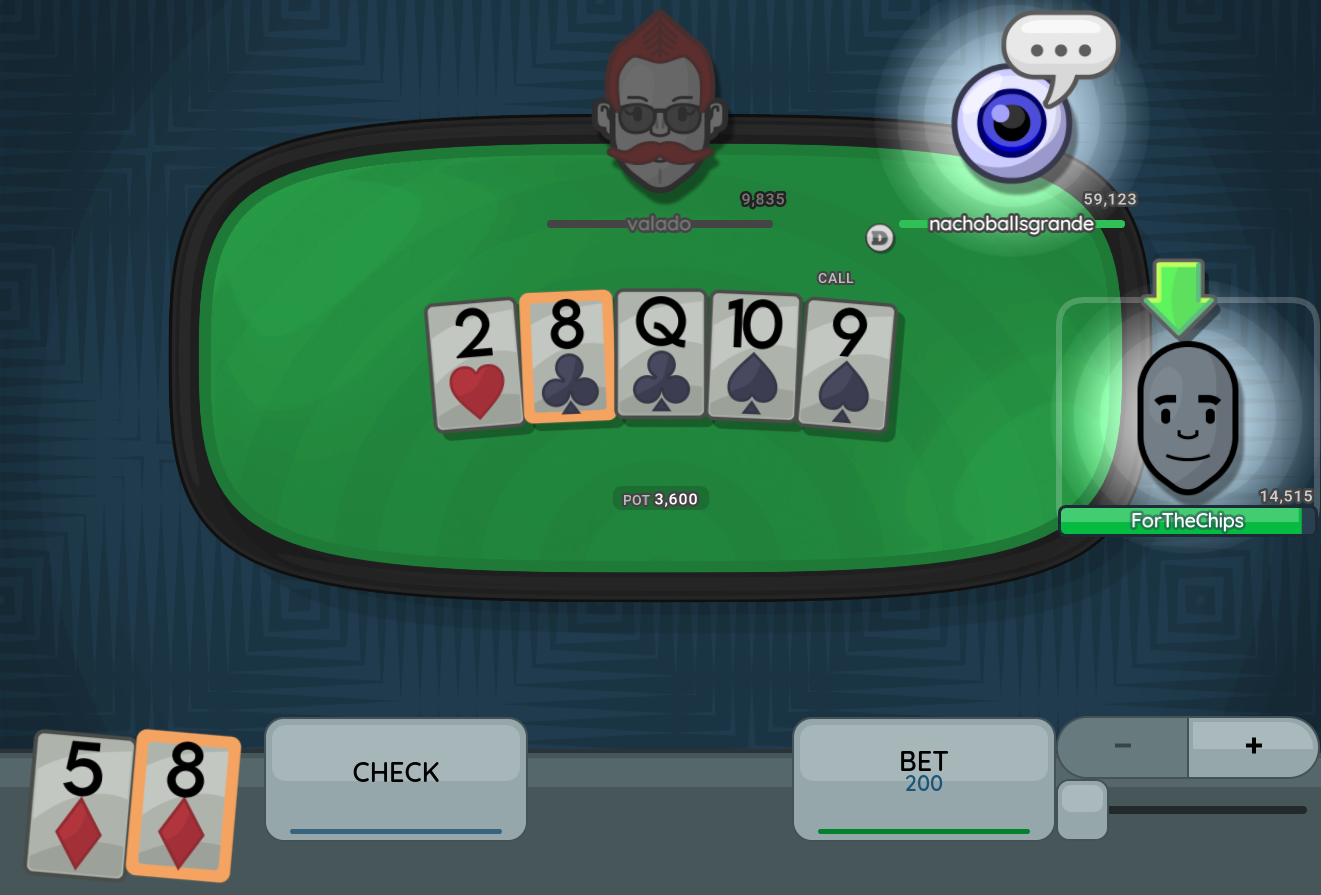 9,835
valado
59,123
nachoballsgrande
D
CALL
2
8
Q
10
9
POT 3,600
14,515
ForTheChips
5
8
CHECK
BET
200
−
+